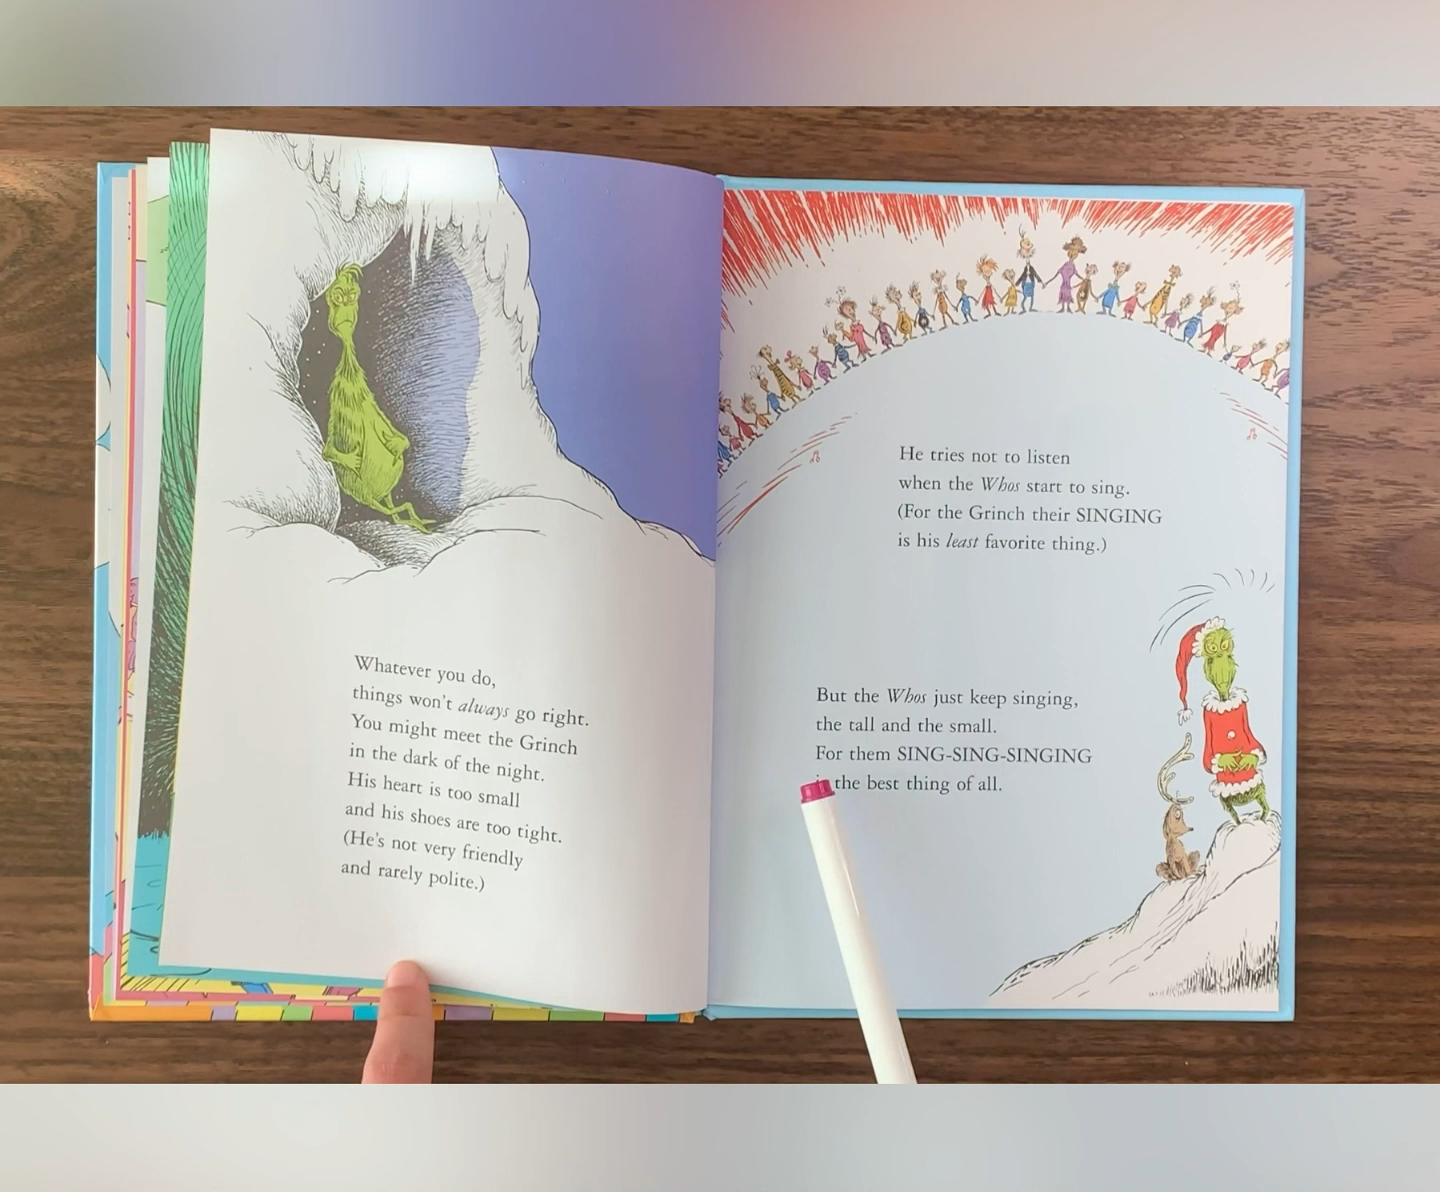 Whatever you do,
things won't always go right.
You might meet the Grinch
in the dark of the night.
His heart is too small
and his shoes are too tight.
(He's not very friendly
and rarely polite.)
He tries not to listen
when the Whos start to sing.
(For the Grinch their SINGING
is his least favorite thing.)
But the Whos just keep singing,
the tall and the small.
For them SING-SING-SINGING
the best thing of all.